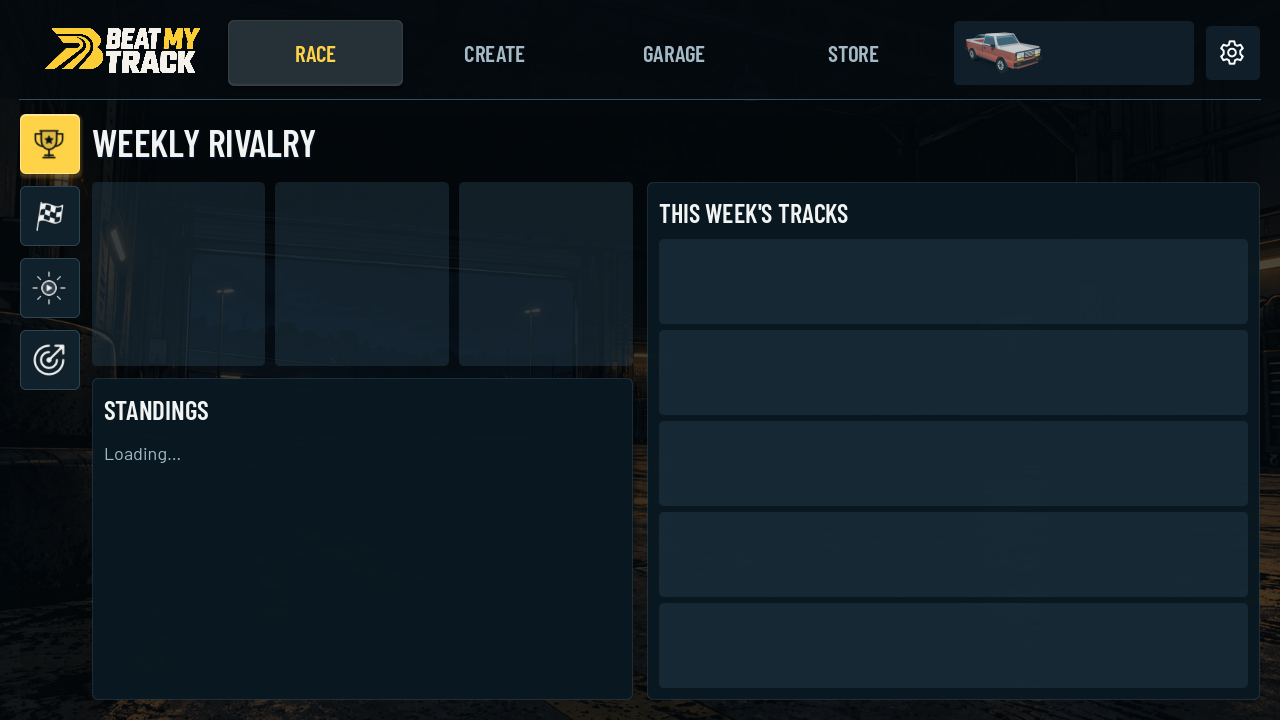 BEAT MY
TRACK
RACE
CREATE
GARAGE
STORE
WEEKLY RIVALRY
THIS WEEK'S TRACKS
STANDINGS
Loading...